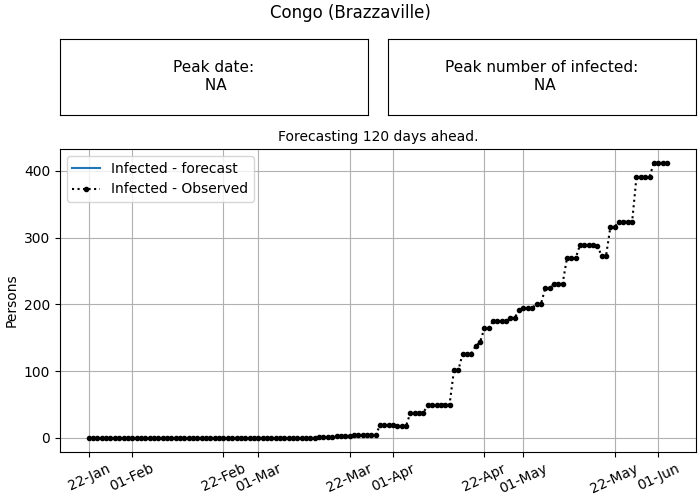 Congo (Brazzaville)
Peak date:
NA
Peak number of infected:
NA
Forecasting 120 days ahead.
Infected - forecast
Infected - Observed
Persons
400
300
200
100
0
22-Jan
01-Feb
22-Feb
01-Mar
22-Mar
01-Apr
22-Apr
01-May
22-May
01-Jun